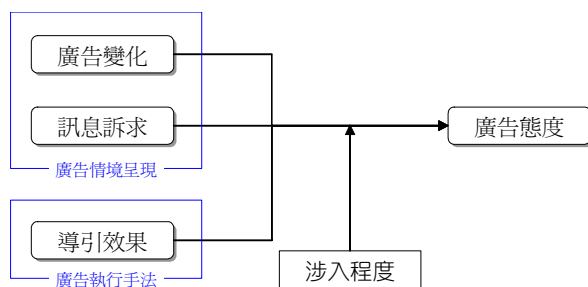 廣告變化
訊息訴求
廣告態度
廣告情境呈現
導引效果
涉入程度
廣告執行手法